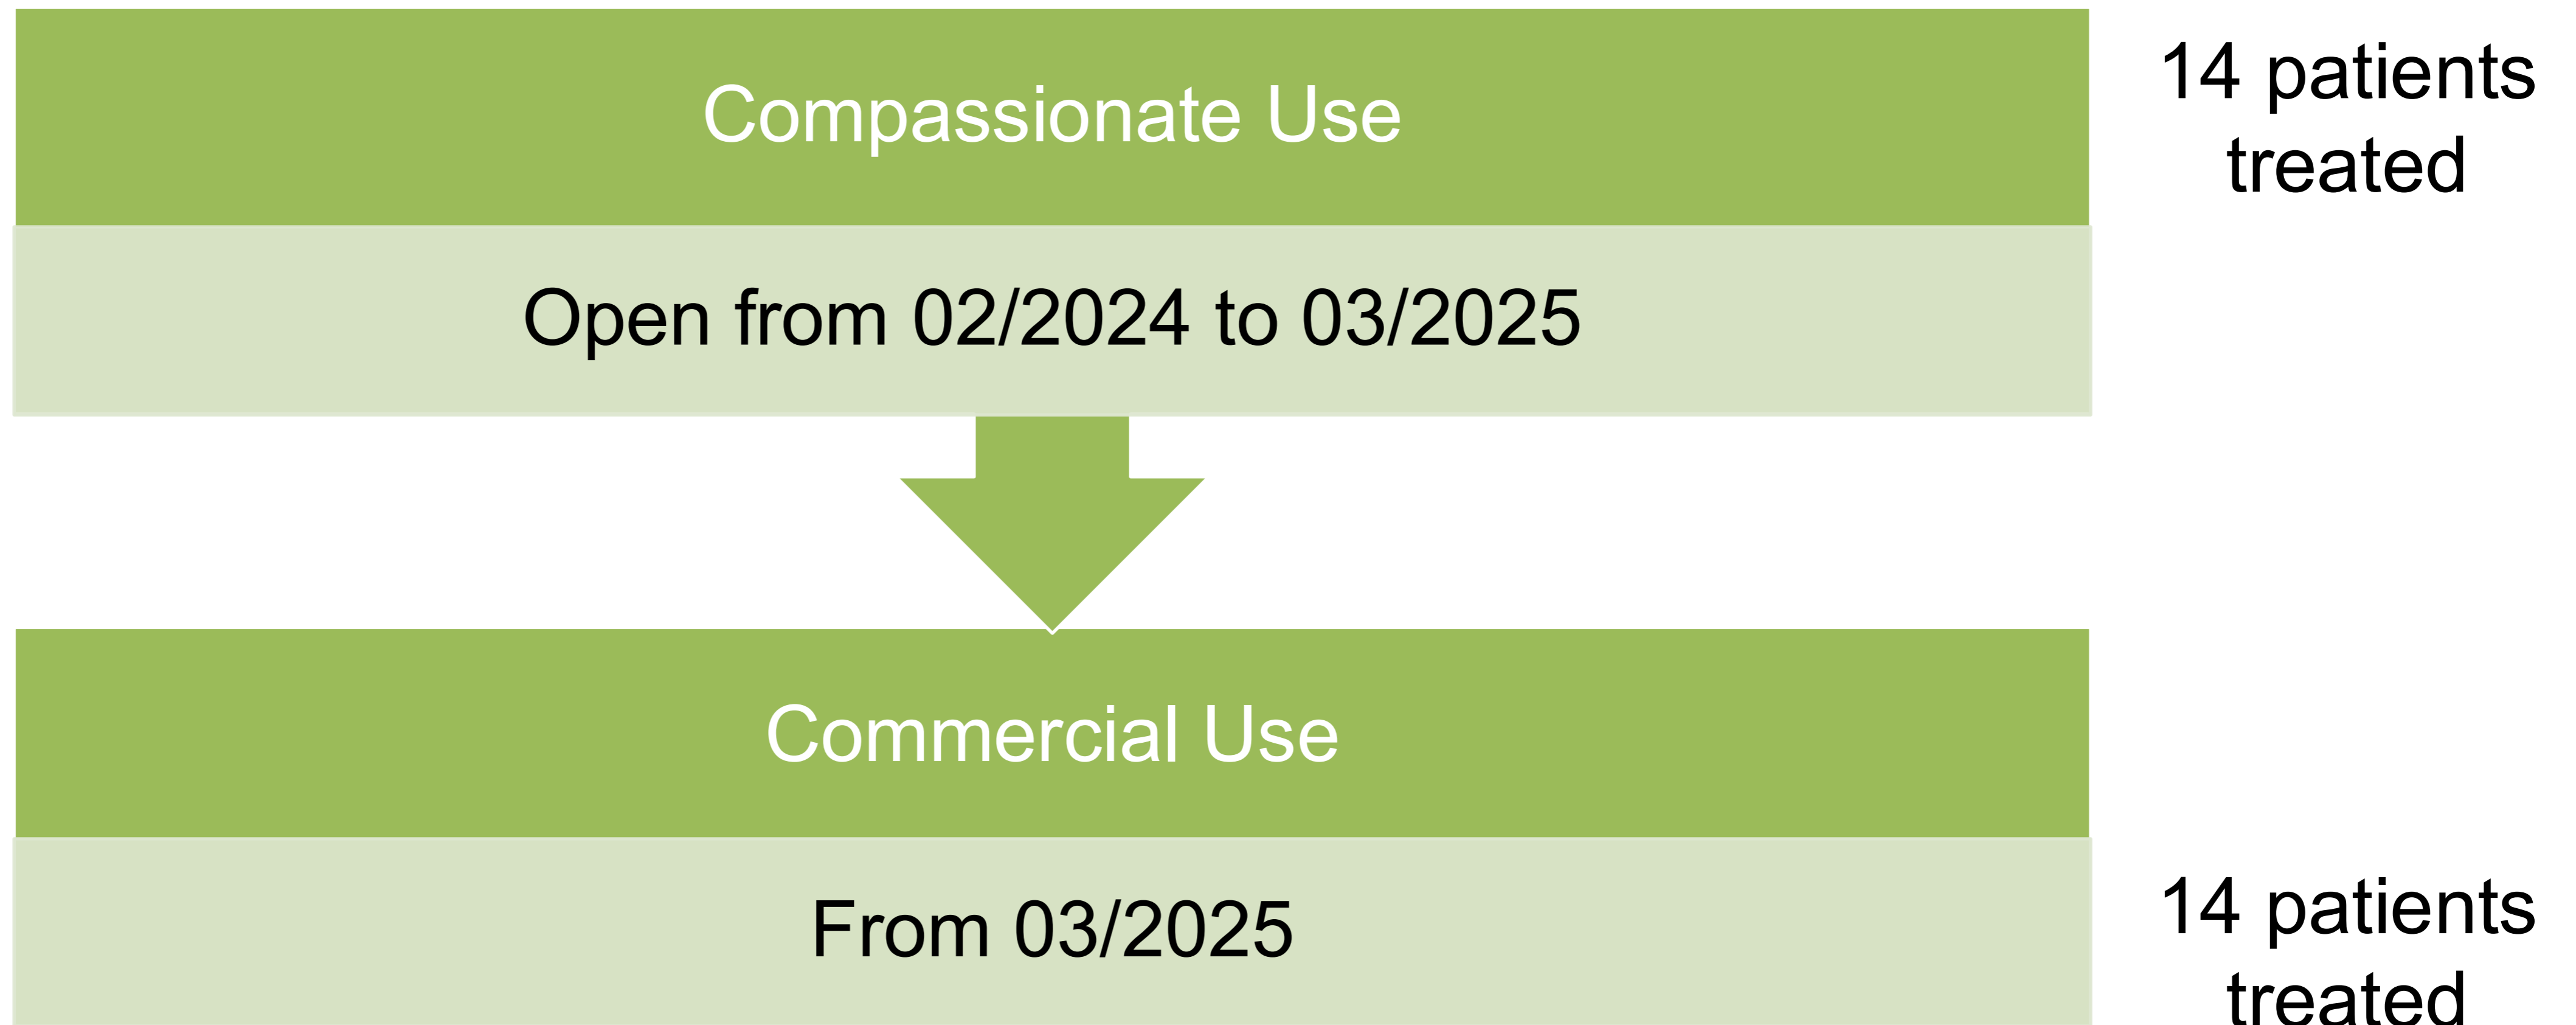 Compassionate Use
14 patients
treated
Open from 02/2024 to 03/2025
Commercial Use
From 03/2025
14 patients
treated